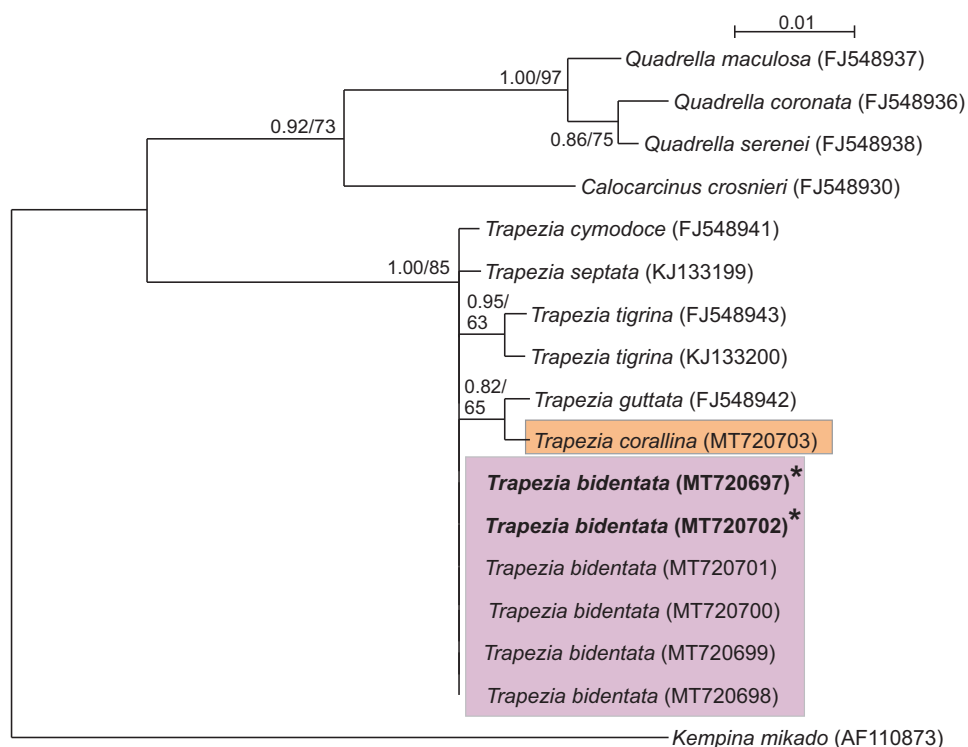 0.01
Quadrella maculosa (FJ548937)
1.00/97
Quadrella coronata (FJ548936)
0.92/73
0.86/75
Quadrella serenei (FJ548938)
Calocarcinus crosnieri (FJ548930)
Trapezia cymodoce (FJ548941)
1.00/85
Trapezia septata (KJ133199)
0.95/
63
Trapezia tigrina (FJ548943)
Trapezia tigrina (KJ133200)
0.82/
65
Trapezia guttata (FJ548942)
Trapezia corallina (MT720703)
Trapezia bidentata (MT720697)*
Trapezia bidentata (MT720702)*
Trapezia bidentata (MT720701)
Trapezia bidentata (MT720700)
Trapezia bidentata (MT720699)
Trapezia bidentata (MT720698)
Kempina mikado (AF110873)